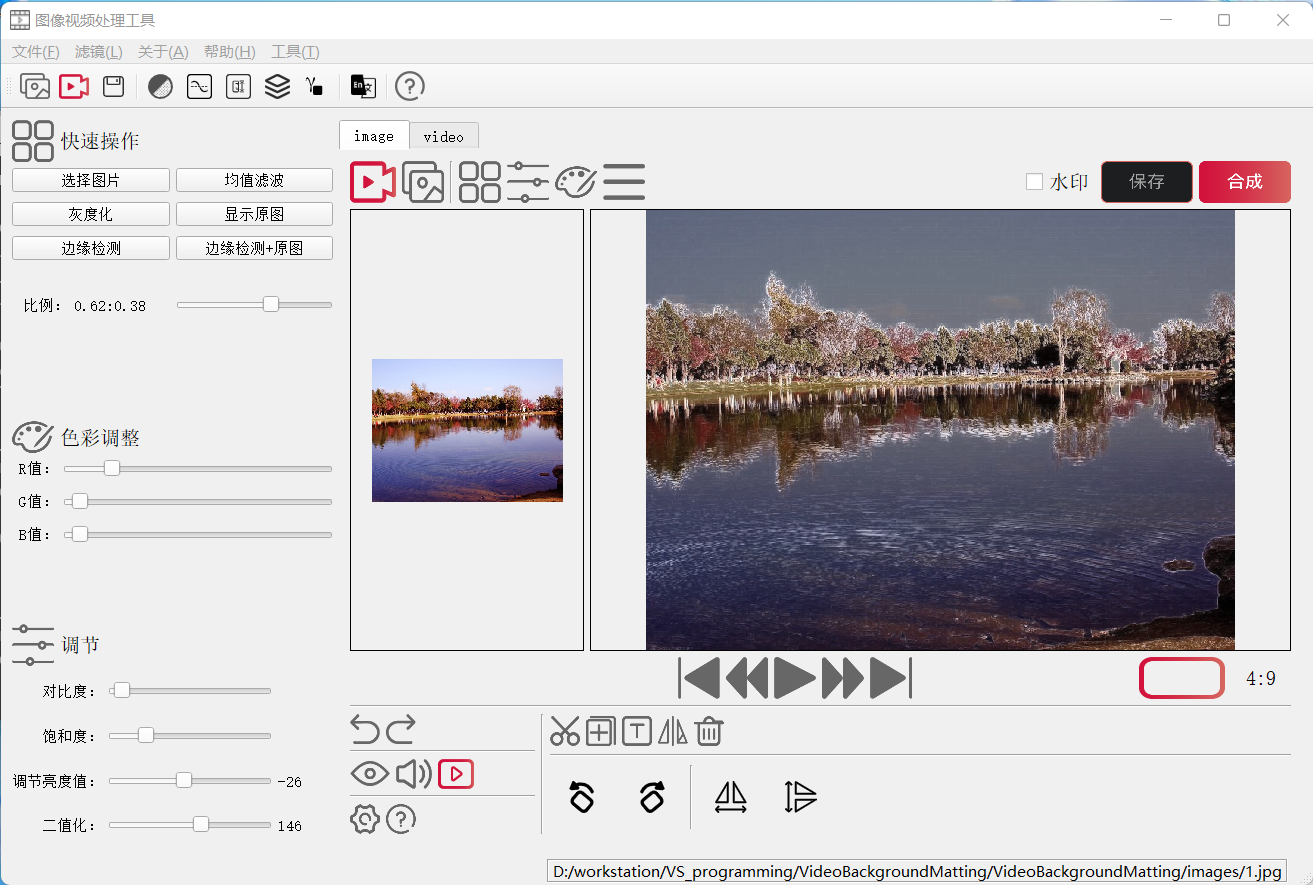 图像视频处理工具
文件(F) 滤镜(L) 关于(A) 帮助(H) 工具(T)
En 文
快速操作
选择图片 均值滤波
灰度化 显示原图
边缘检测 边缘检测+原图
比例: 0.62:0.38
色彩调整
R值:
G值:
B值:
调节
对比度:
饱和度:
调节亮度值: -26
二值化: 146
image video
水印 保存 合成
4:9
T
D:/workstation/VS_programming/VideoBackgroundMatting/VideoBackgroundMatting/images/1.jpg